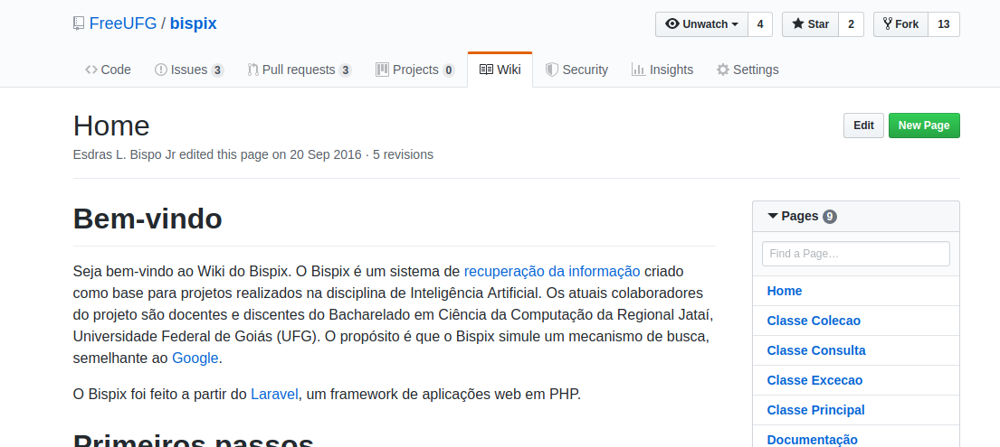 FreeUFG / bispix
Unwatch 4 Star 2 Fork 13
Code Issues 3 Pull requests 3 Projects 0 Wiki Security Insights Settings
Home
Edit New Page
Esdras L. Bispo Jr edited this page on 20 Sep 2016 · 5 revisions
Bem-vindo
Seja bem-vindo ao Wiki do Bispix. O Bispix é um sistema de recuperação da informação criado
como base para projetos realizados na disciplina de Inteligência Artificial. Os atuais colaboradores
do projeto são docentes e discentes do Bacharelado em Ciência da Computação da Regional Jataí,
Universidade Federal de Goiás (UFG). O propósito é que o Bispix simule um mecanismo de busca,
semelhante ao Google.
O Bispix foi feito a partir do Laravel, um framework de aplicações web em PHP.
Primeiros passos
Pages 9
Find a Page…
Home
Classe Colecao
Classe Consulta
Classe Excecao
Classe Principal
Documentação